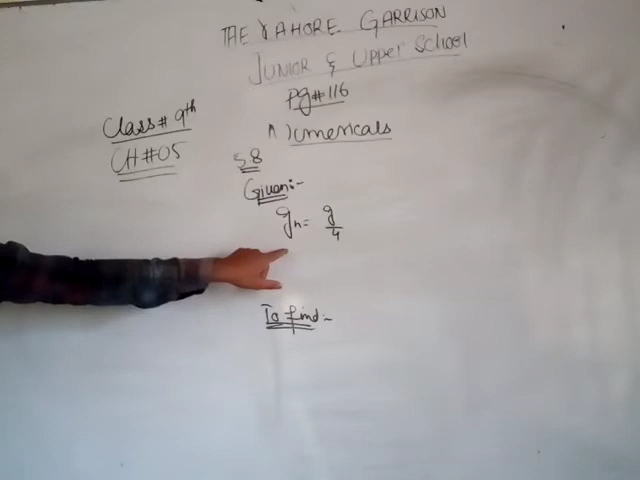 THE LAHORE GARRISON
JUNIOR & Upper School
Pg#116
Class# 9th
Numericals
CH#05
5.8
Given:-
gh= g/4
To find:-